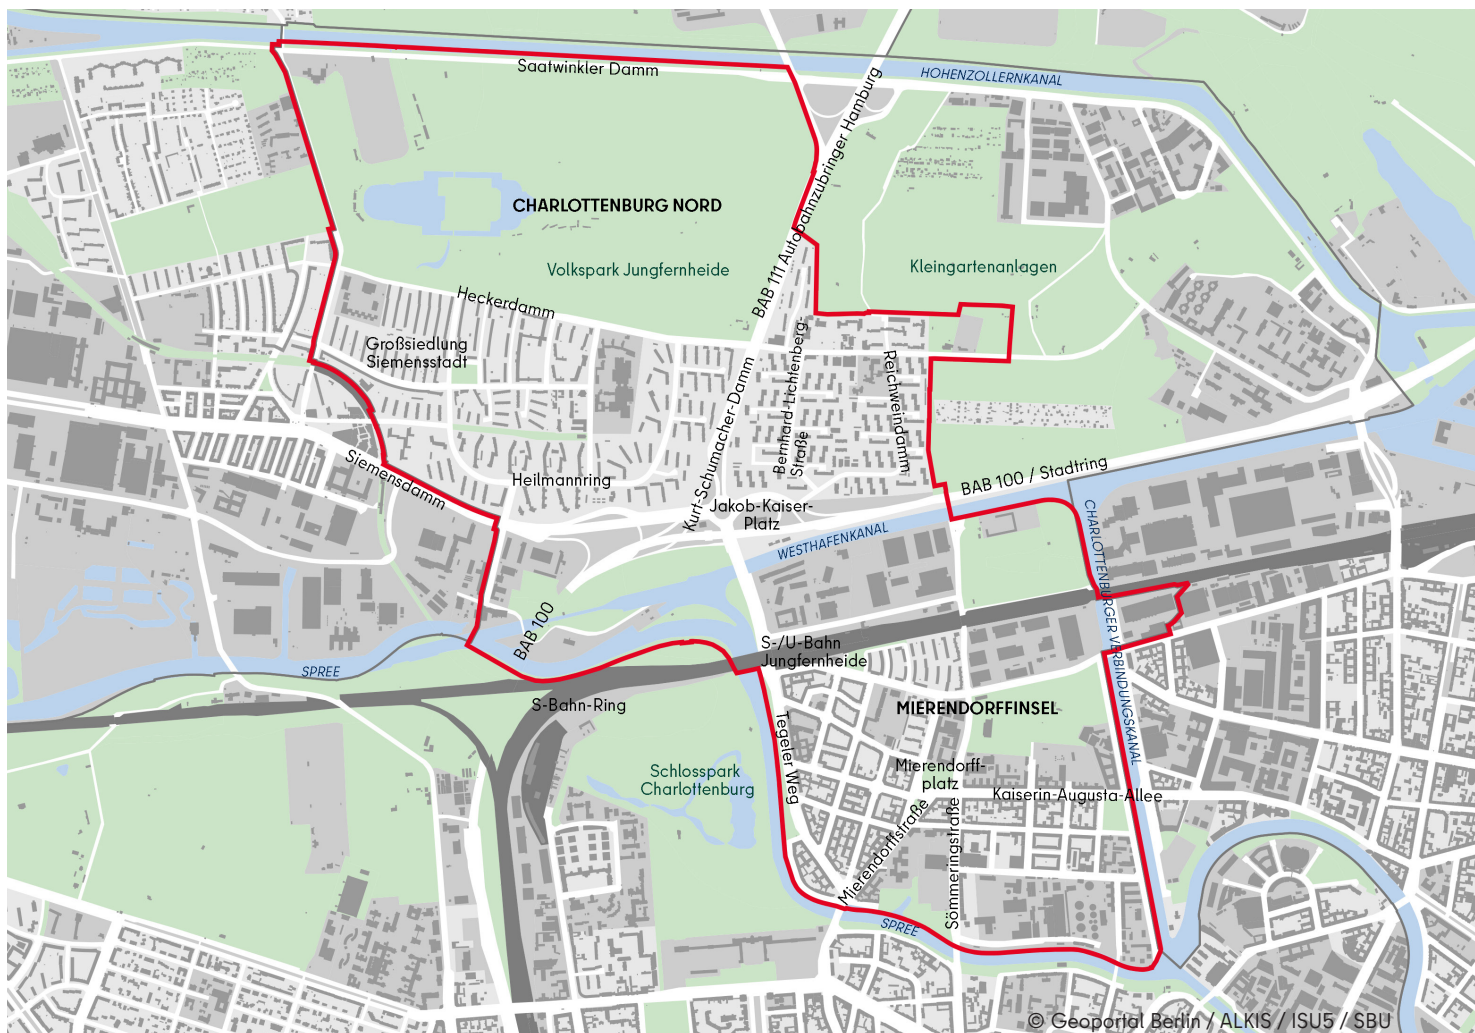 Saatwinkler Damm
HOHENZOLLERNKANAL
BAB 111 Autobahnzubringer Hamburg
CHARLOTTENBURG NORD
Volkspark Jungfernheide
Kleingartenanlagen
Heckerdamm
Großsiedlung
Siemensstadt
Kurt-Schumacher-Damm
Bernhard-Lichtenberg-
Straße
Reichweindamm
Siemensdamm
Heilmannring
Jakob-Kaiser-
Platz
BAB 100 / Stadtring
WESTHAFENKANAL
CHARLOTTENBURGER VERBINDUNGSKANAL
BAB 100
SPREE
S-/U-Bahn
Jungfernheide
S-Bahn-Ring
MIERENDORFFINSEL
Tegeler Weg
Schlosspark
Charlottenburg
Mierendorff-
platz
Kaiserin-Augusta-Allee
Mierendorffstraße
Sömmeringstraße
SPREE
© Geoportal Berlin / ALKIS / ISU5 / SBU